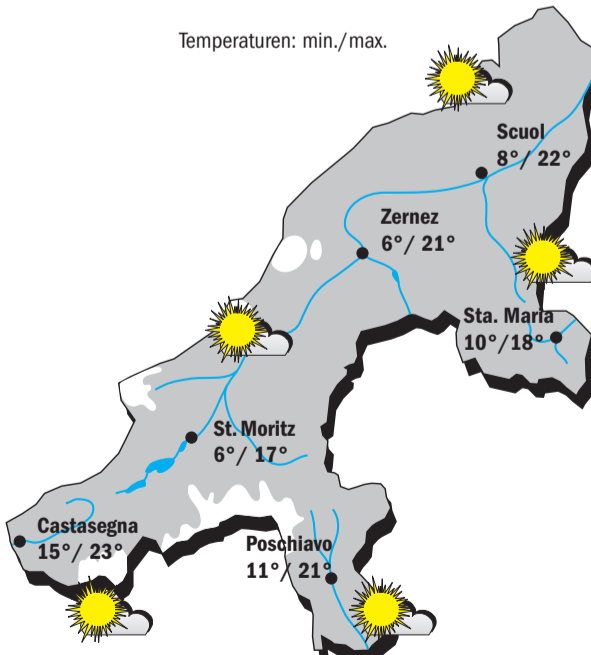 Temperaturen: min./max.
Scuol
8°/ 22°
Zernez
6°/ 21°
Sta. Maria
10°/18°
St. Moritz
6°/ 17°
Castasegna
15°/ 23°
Poschiavo
11°/ 21°